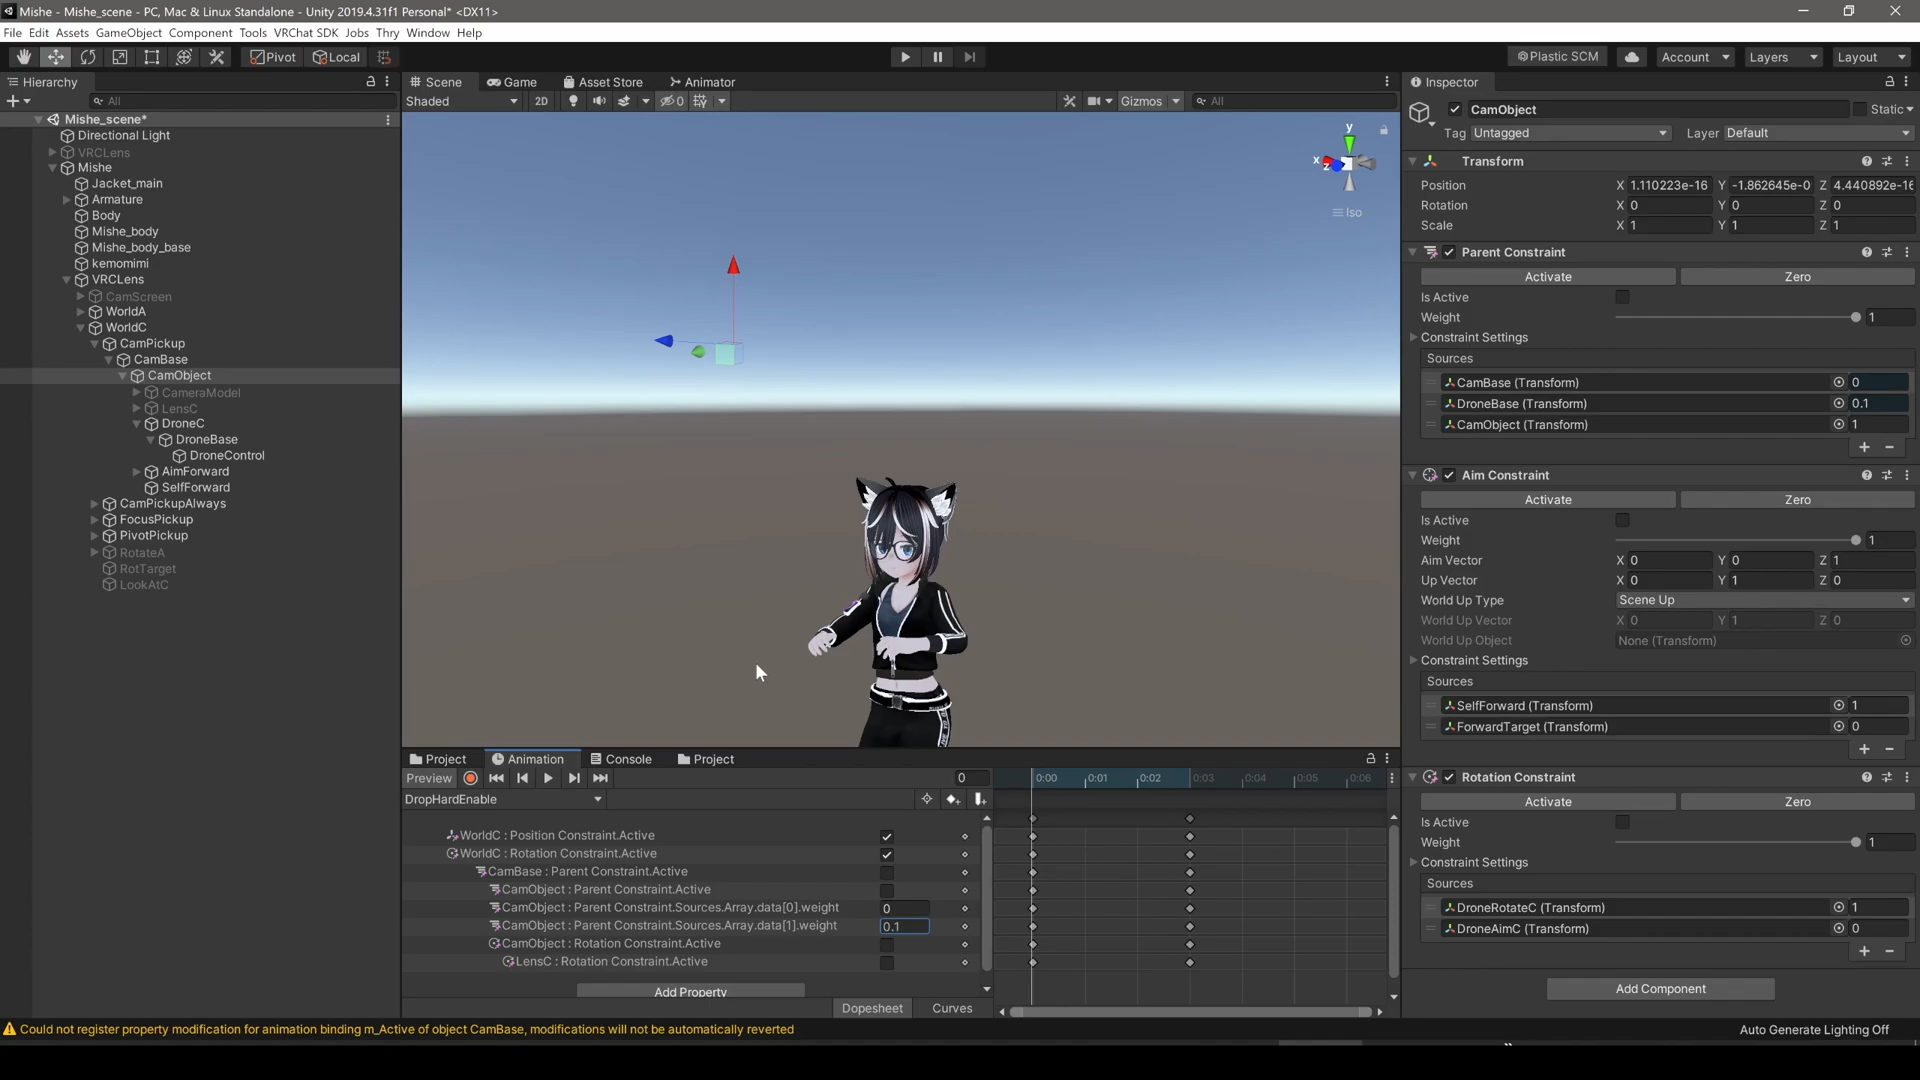 Mishe - Mishe_scene - PC, Mac & Linux Standalone - Unity 2019.4.31f1 Personal* <DX11>
File Edit Assets GameObject Component Tools VRChat SDK Jobs Thry Window Help
Pivot Local Plastic SCM Account Layers Layout
Hierarchy
All
Mishe_scene*
Directional Light
VRCLens
Mishe
Jacket_main
Armature
Body
Mishe_body
Mishe_body_base
kemomimi
VRCLens
CamScreen
WorldA
WorldC
CamPickup
CamBase
CamObject
CameraModel
LensC
DroneC
DroneBase
DroneControl
AimForward
SelfForward
CamPickupAlways
FocusPickup
PivotPickup
RotateA
RotTarget
LookAtC
Scene Game Asset Store Animator
Shaded 2D 0 Gizmos All
y
x
z
Iso
Project Animation Console Project
Preview 0 0:00 0:01 0:02 0:03 0:04 0:05 0:06
DropHardEnable
WorldC : Position Constraint.Active
WorldC : Rotation Constraint.Active
CamBase : Parent Constraint.Active
CamObject : Parent Constraint.Active
CamObject : Parent Constraint.Sources.Array.data[0].weight 0
CamObject : Parent Constraint.Sources.Array.data[1].weight 0.1
CamObject : Rotation Constraint.Active
LensC : Rotation Constraint.Active
Add Property
Dopesheet Curves
Inspector
CamObject Static
Tag Untagged Layer Default
Transform
Position X 1.110223e-16 Y -1.862645e-0 Z 4.440892e-16
Rotation X 0 Y 0 Z 0
Scale X 1 Y 1 Z 1
Parent Constraint
Activate Zero
Is Active
Weight 1
Constraint Settings
Sources
CamBase (Transform) 0
DroneBase (Transform) 0.1
CamObject (Transform) 1
Aim Constraint
Activate Zero
Is Active
Weight 1
Aim Vector X 0 Y 0 Z 1
Up Vector X 0 Y 1 Z 0
World Up Type Scene Up
World Up Vector X 0 Y 1 Z 0
World Up Object None (Transform)
Constraint Settings
Sources
SelfForward (Transform) 1
ForwardTarget (Transform) 0
Rotation Constraint
Activate Zero
Is Active
Weight 1
Constraint Settings
Sources
DroneRotateC (Transform) 1
DroneAimC (Transform) 0
Add Component
Could not register property modification for animation binding m_Active of object CamBase, modifications will not be automatically reverted
Auto Generate Lighting Off